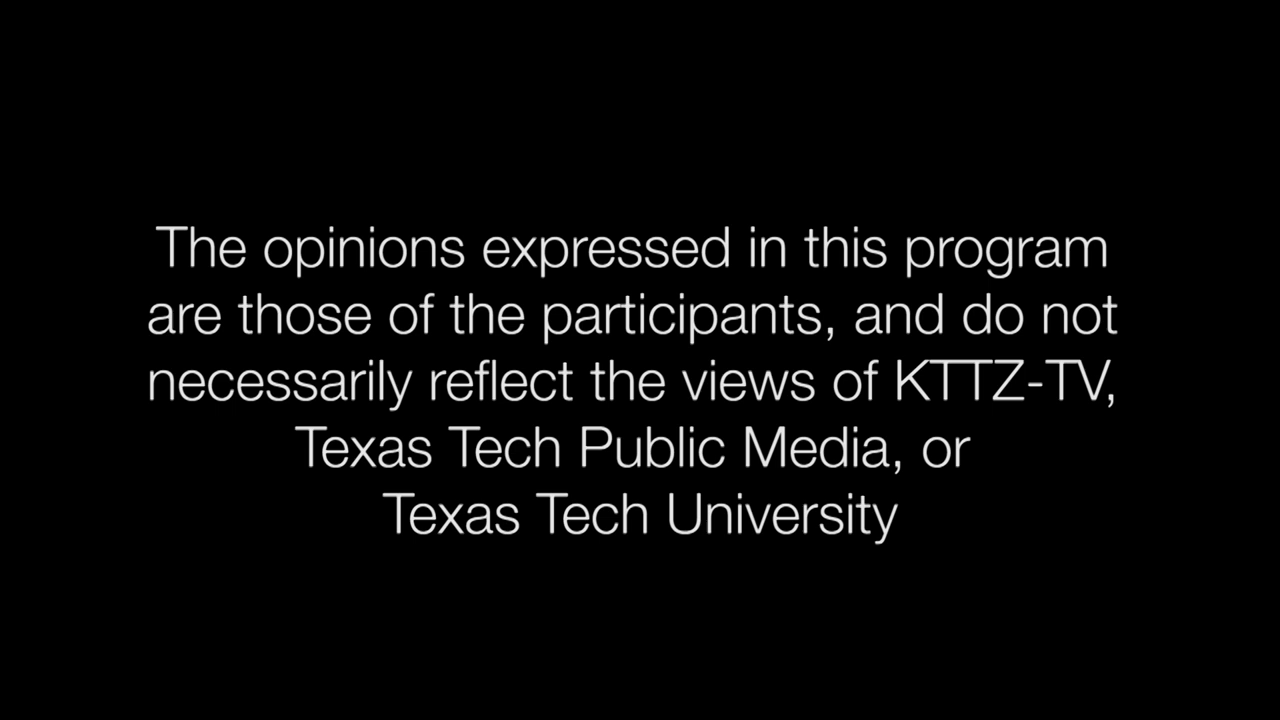 The opinions expressed in this program
are those of the participants, and do not
necessarily reflect the views of KTTZ-TV,
Texas Tech Public Media, or
Texas Tech University